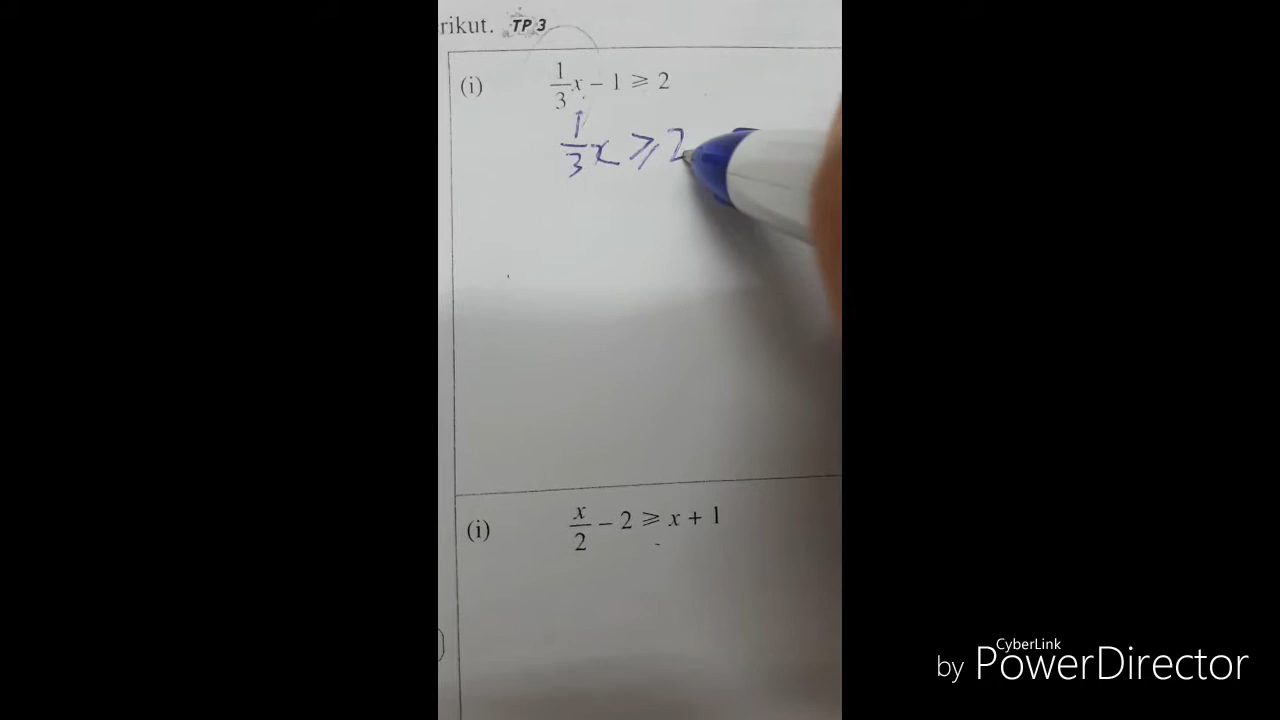 rikut. TP 3
(i) 1/3 x − 1 ⩾ 2
1/3 x ⩾ 2
(i) x/2 − 2 ⩾ x + 1
)
CyberLink
by PowerDirector